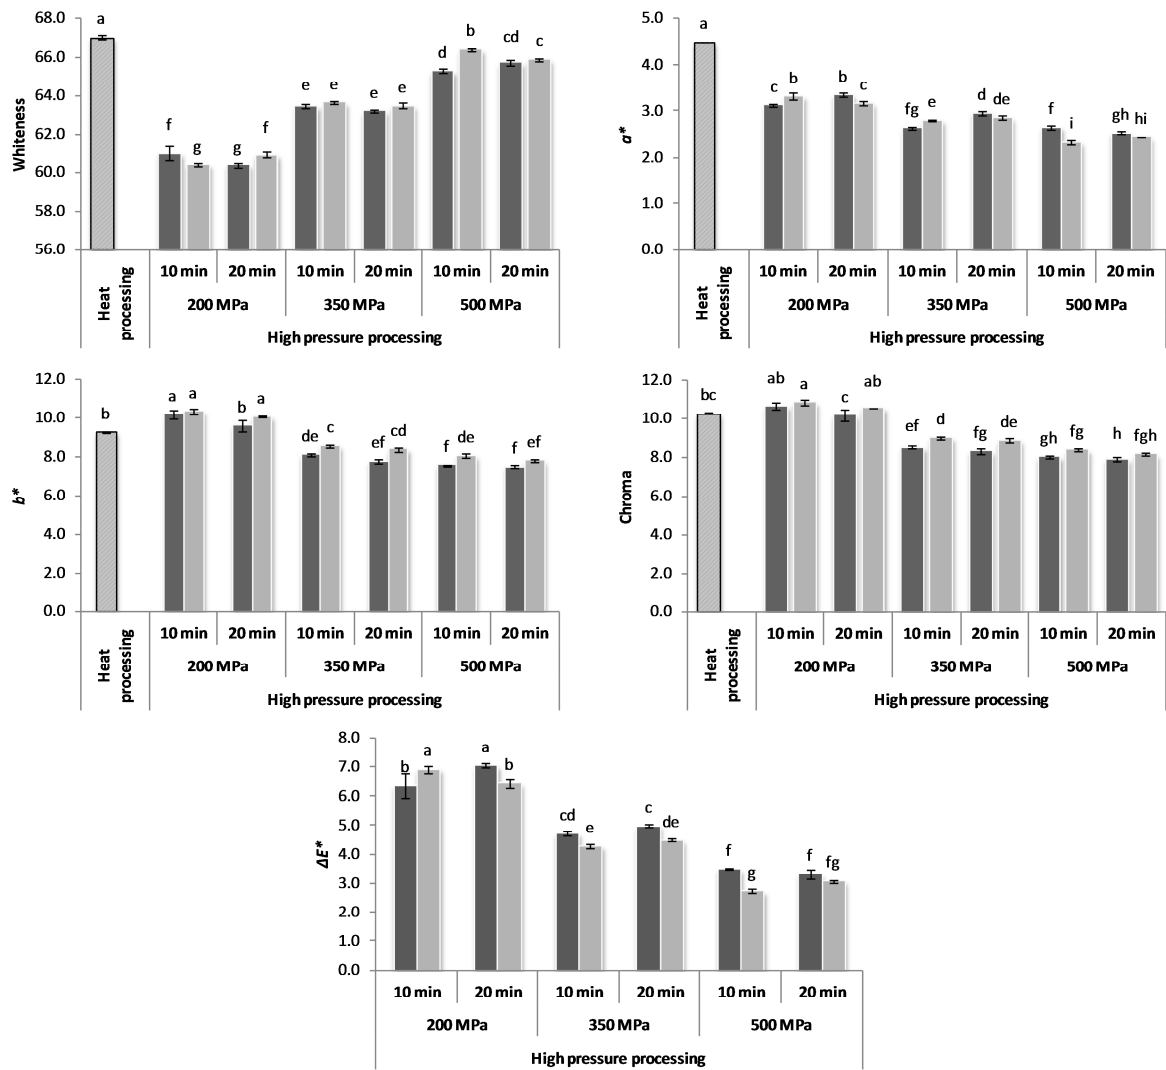 68.0
66.0
64.0
62.0
60.0
58.0
56.0
Whiteness
a
f g g f e e e e d b cd c
Heat processing
10 min 20 min 10 min 20 min 10 min 20 min
200 MPa 350 MPa 500 MPa
High pressure processing
5.0
4.0
3.0
2.0
1.0
0.0
a*
a
c b b c fg e d de f i gh hi
Heat processing
10 min 20 min 10 min 20 min 10 min 20 min
200 MPa 350 MPa 500 MPa
High pressure processing
12.0
10.0
8.0
6.0
4.0
2.0
0.0
b*
b
a a b a de c ef cd f de f ef
Heat processing
10 min 20 min 10 min 20 min 10 min 20 min
200 MPa 350 MPa 500 MPa
High pressure processing
12.0
10.0
8.0
6.0
4.0
2.0
0.0
Chroma
bc
ab a c ab ef d fg de gh fg h fgh
Heat processing
10 min 20 min 10 min 20 min 10 min 20 min
200 MPa 350 MPa 500 MPa
High pressure processing
8.0
7.0
6.0
5.0
4.0
3.0
2.0
1.0
0.0
ΔE*
b a a b cd e c de f g f fg
10 min 20 min 10 min 20 min 10 min 20 min
200 MPa 350 MPa 500 MPa
High pressure processing